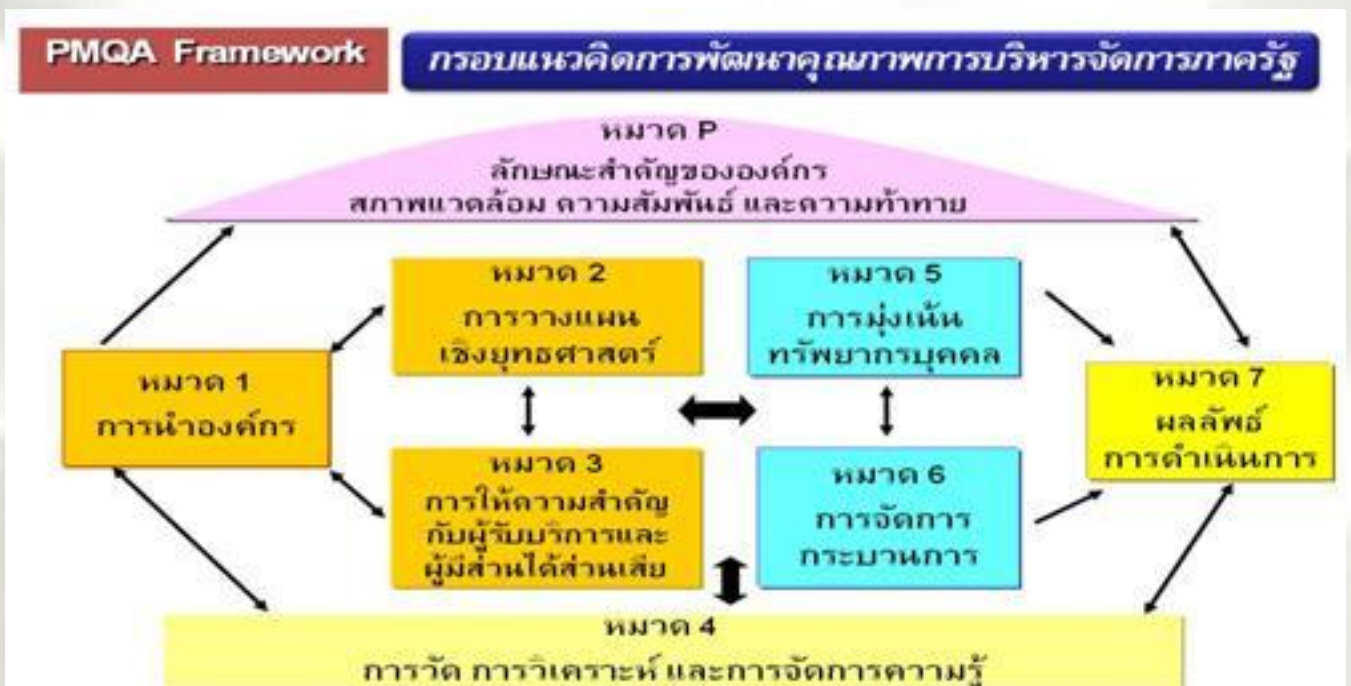 PMQA Framework
กรอบแนวคิดการพัฒนาคุณภาพการบริหารจัดการภาครัฐ
หมวด P
ลักษณะสำคัญขององค์กร
สภาพแวดล้อม ความสัมพันธ์ และความท้าทาย
หมวด 2
การวางแผน
เชิงยุทธศาสตร์
หมวด 5
การมุ่งเน้น
ทรัพยากรบุคคล
หมวด 1
การนำองค์กร
หมวด 7
ผลลัพธ์
การดำเนินการ
หมวด 3
การให้ความสำคัญ
กับผู้รับบริการและ
ผู้มีส่วนได้ส่วนเสีย
หมวด 6
การจัดการ
กระบวนการ
หมวด 4
การวัด การวิเคราะห์ และการจัดการความรู้